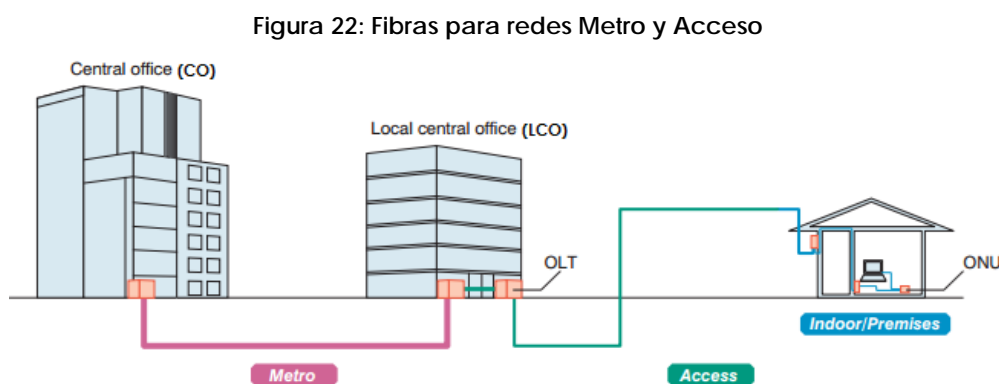 Figura 22: Fibras para redes Metro y Acceso
Central office (CO)
Local central office (LCO)
OLT
ONU
Indoor/Premises
Metro
Access